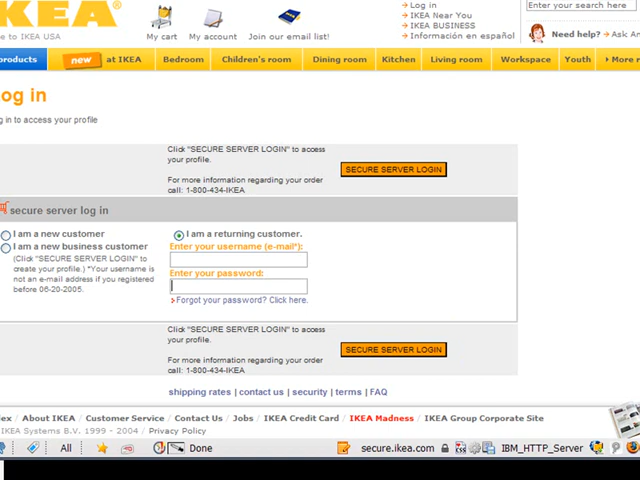 IKEA®
My cart
My account
Join our email list!
Log in
IKEA Near You
IKEA BUSINESS
Información en español
Enter your search here
Need help? Ask An
e to IKEA USA
products
new at IKEA
Bedroom
Children's room
Dining room
Kitchen
Living room
Workspace
Youth
More r
og in
g in to access your profile
Click "SECURE SERVER LOGIN" to access
your profile.
SECURE SERVER LOGIN
For more information regarding your order
call: 1-800-434-IKEA
secure server log in
I am a new customer
I am a new business customer
(Click "SECURE SERVER LOGIN" to
create your profile.) *Your username is
not an e-mail address if you registered
before 06-20-2005.
I am a returning customer.
Enter your username (e-mail*):
Enter your password:
Forgot your password? Click here.
Click "SECURE SERVER LOGIN" to access
your profile.
SECURE SERVER LOGIN
For more information regarding your order
call: 1-800-434-IKEA
shipping rates | contact us | security | terms | FAQ
ex / About IKEA / Customer Service / Contact Us / Jobs / IKEA Credit Card / IKEA Madness / IKEA Group Corporate Site
IKEA Systems B.V. 1999 - 2004 / Privacy Policy
All
Done
secure.ikea.com
CSS
IBM_HTTP_Server